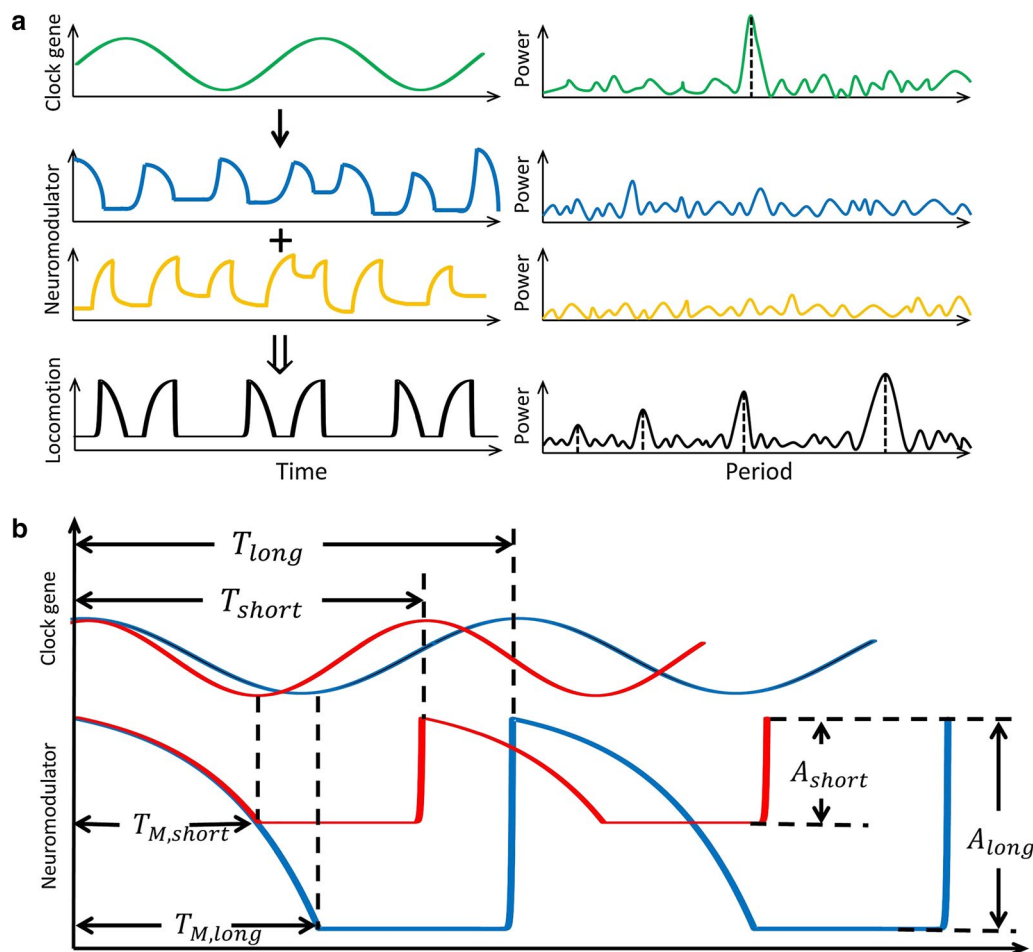 a
Clock gene
Power
Neuromodulator
Power
+
Power
Locomotion
Power
Time
Period
b
T_long
T_short
Clock gene
Neuromodulator
A_short
T_M,short
A_long
T_M,long